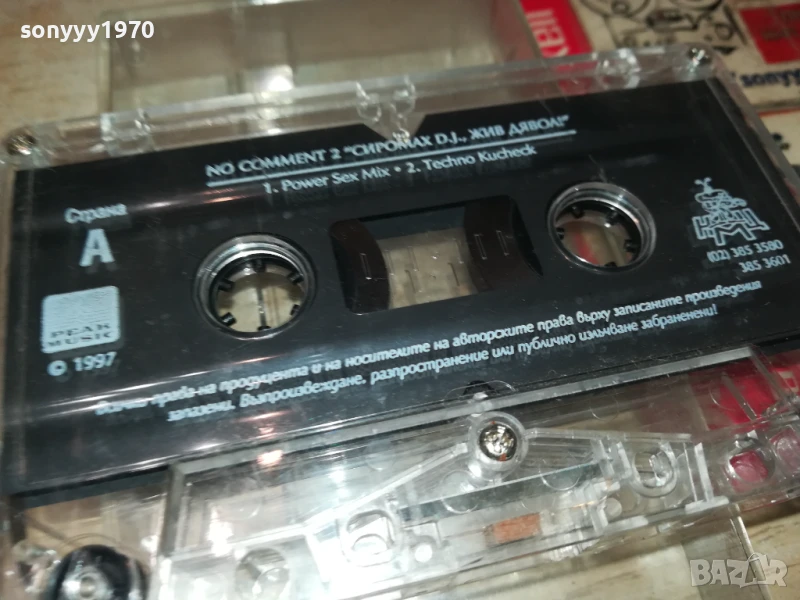 sonyyy1970
NO COMMENT 2 "СИРОМАХ D.J., ЖИВ ДЯВОЛ!"
1. Power Sex Mix * 2. Techno Kucheck
Страна
A
(02) 385 3580
385 3601
PEAK
MUSIC
© 1997
Всички права на продуцента и на носителите на авторските права върху записаните произведения
запазени. Възпроизвеждане, разпространение или публично излъчване забранени!
BAZAR